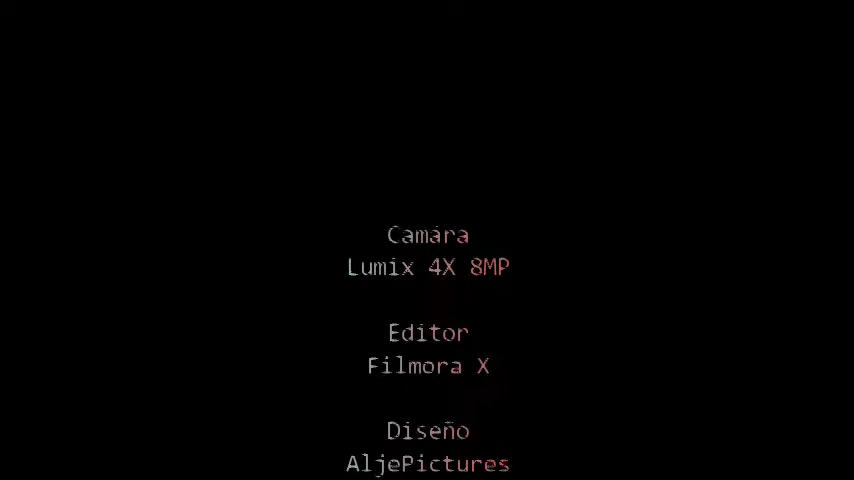 Camára
Lumix 4X 8MP
Editor
Filmora X
Diseño
AljePictures